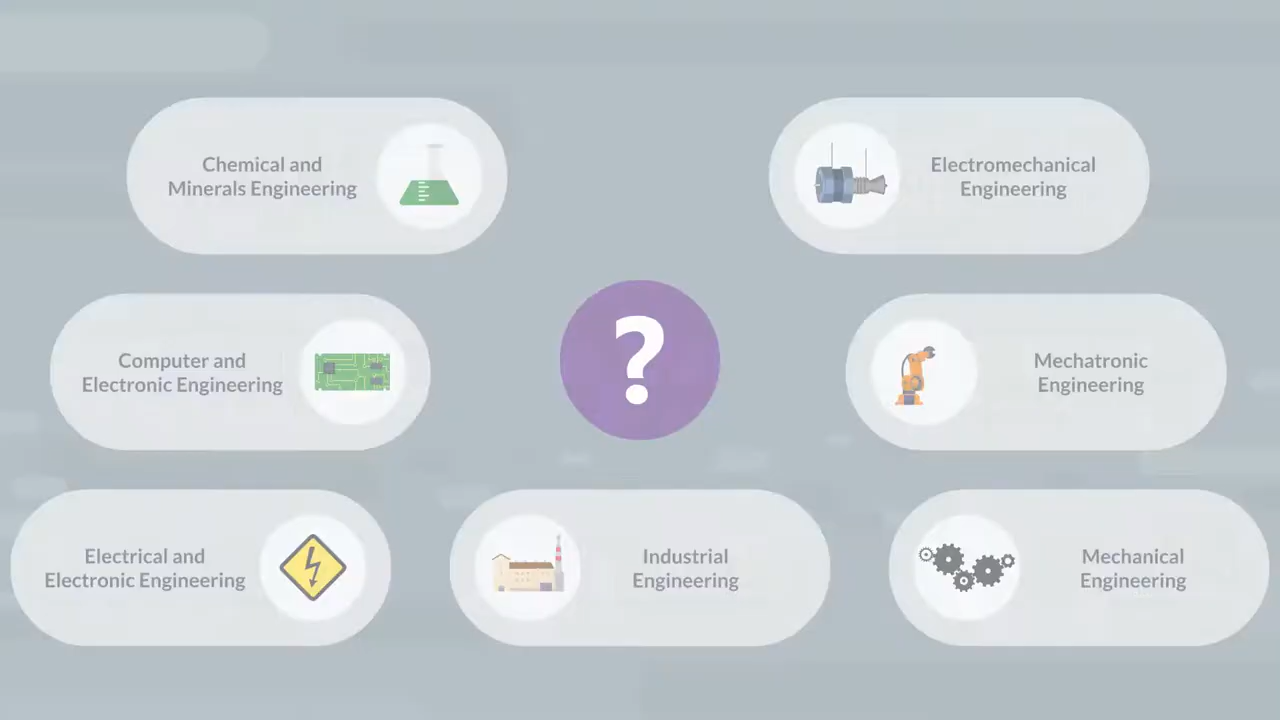 Chemical and
Minerals Engineering
Electromechanical
Engineering
Computer and
Electronic Engineering
?
Mechatronic
Engineering
Electrical and
Electronic Engineering
Industrial
Engineering
Mechanical
Engineering